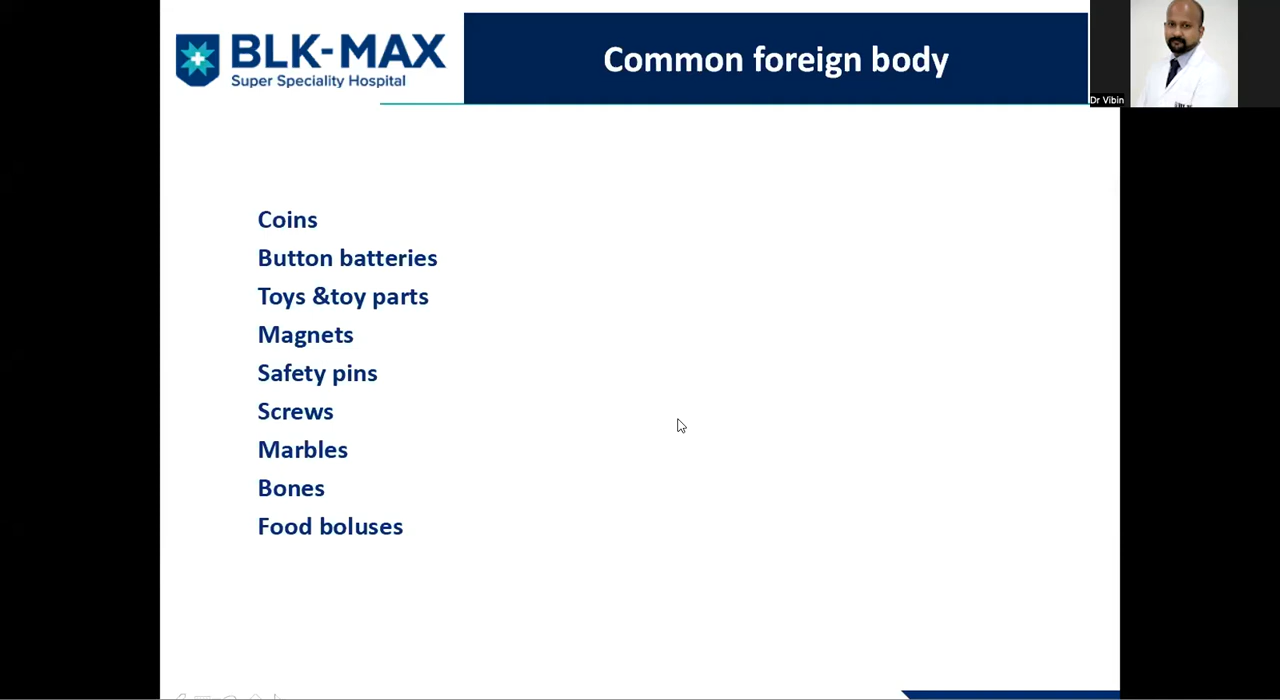 BLK-MAX
Super Speciality Hospital
Common foreign body
Dr Vibin
Coins
Button batteries
Toys &toy parts
Magnets
Safety pins
Screws
Marbles
Bones
Food boluses